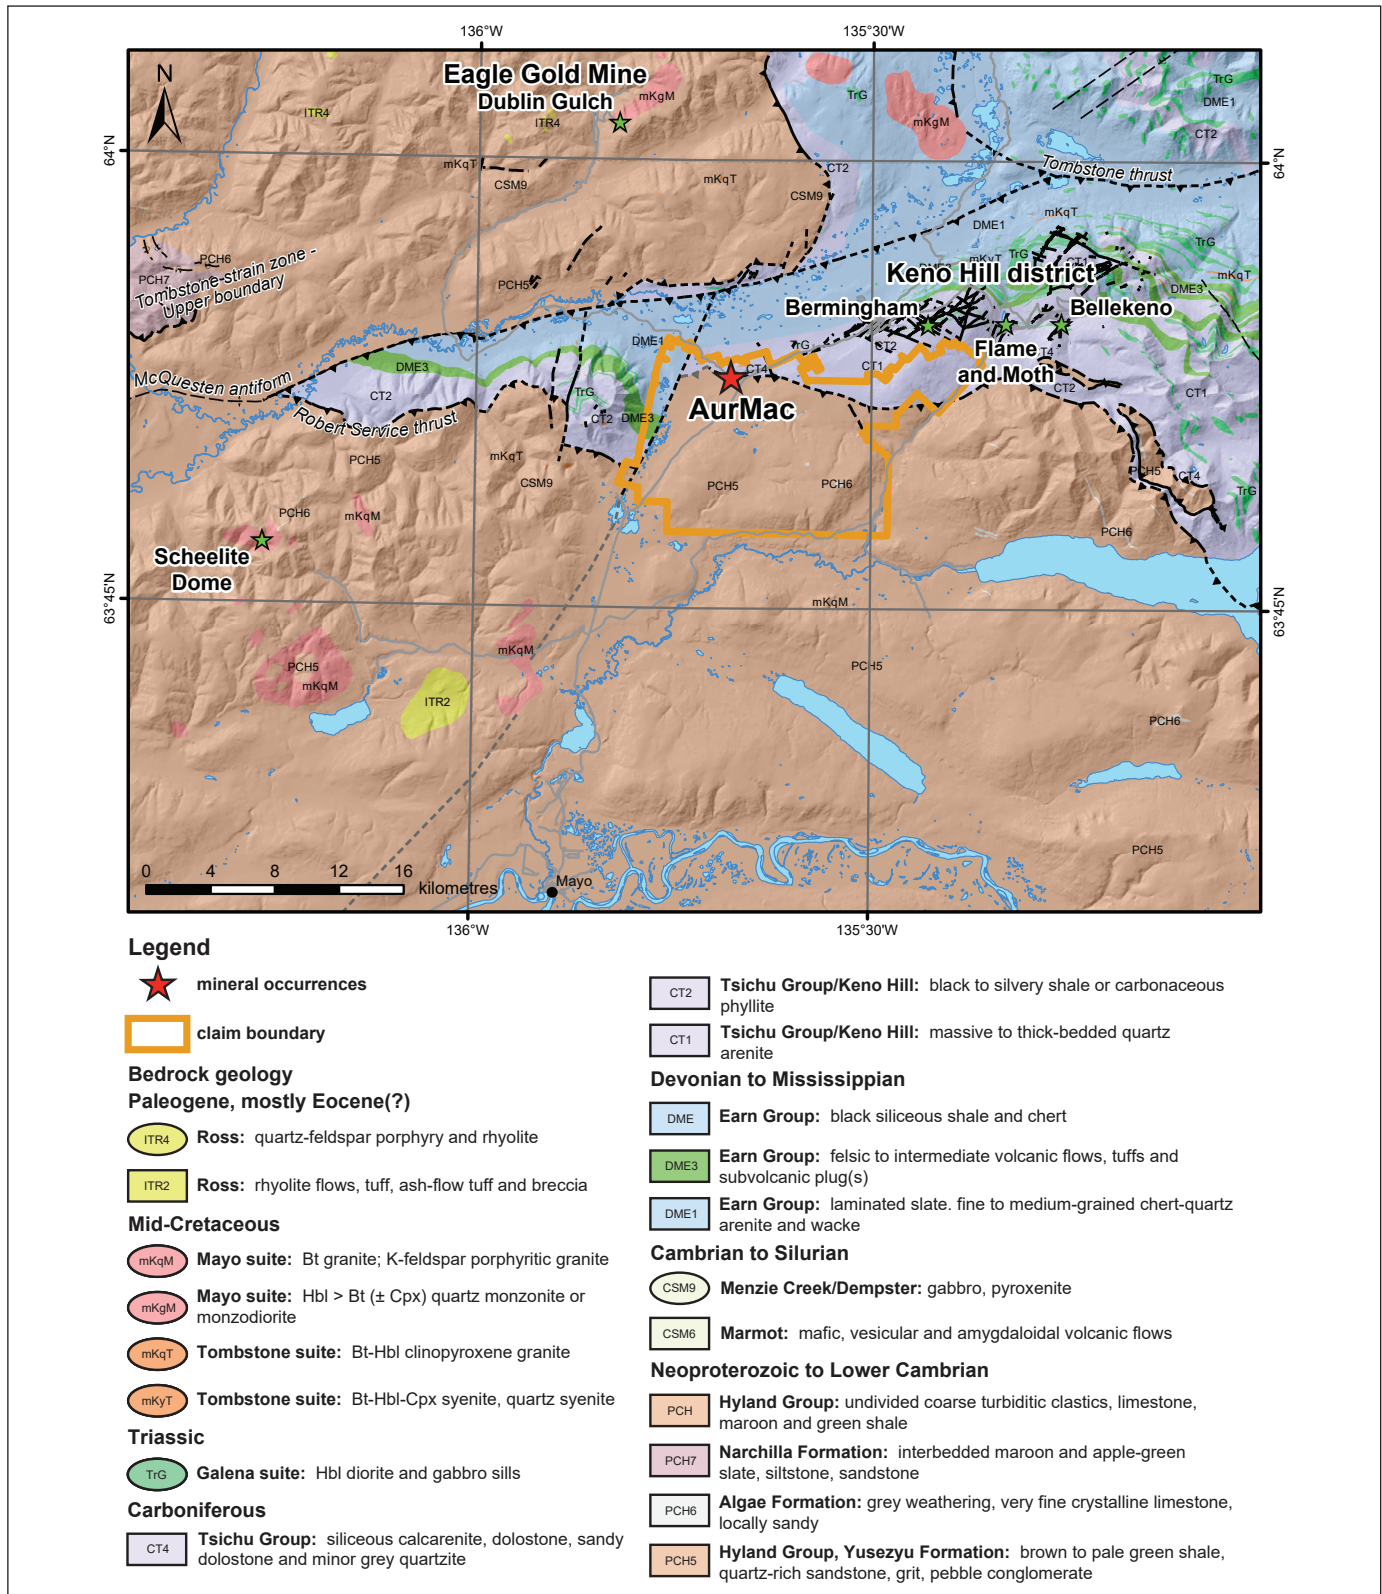 136°W
135°30'W
N
Eagle Gold Mine
Dublin Gulch
mKgM
ITR4
ITR4
TrG
DME1
CT2
mKgM
64°N
64°N
mKqT
CSM9
mKqT
CT2
CSM9
Tombstone thrust
mKqT
DME1
TrG
TrG
PCH6
PCH7
Tombstone strain zone -
Upper boundary
PCH5
mKyT
CT1
mKqT
DME3
Keno Hill district
Bermingham
Bellekeno
DME1
TrG
CT2
Flame
and Moth
DME3
CT4
CT1
CT2
CT1
McQuesten antiform
CT2
TrG
AurMac
Robert Service thrust
CT2
DME3
PCH5
mKqT
CSM9
PCH5
PCH6
PCH5
CT4
TrG
PCH6
mKqM
PCH6
Scheelite
Dome
63°45'N
63°45'N
mKqM
mKqM
PCH5
mKqM
PCH5
ITR2
PCH6
PCH5
0 4 8 12 16
kilometres
Mayo
136°W
135°30'W
Legend
mineral occurrences
claim boundary
Bedrock geology
Paleogene, mostly Eocene(?)
ITR4 Ross: quartz-feldspar porphyry and rhyolite
ITR2 Ross: rhyolite flows, tuff, ash-flow tuff and breccia
Mid-Cretaceous
mKqM Mayo suite: Bt granite; K-feldspar porphyritic granite
mKgM Mayo suite: Hbl > Bt (± Cpx) quartz monzonite or
monzodiorite
mKqT Tombstone suite: Bt-Hbl clinopyroxene granite
mKyT Tombstone suite: Bt-Hbl-Cpx syenite, quartz syenite
Triassic
TrG Galena suite: Hbl diorite and gabbro sills
Carboniferous
CT4 Tsichu Group: siliceous calcarenite, dolostone, sandy
dolostone and minor grey quartzite
CT2 Tsichu Group/Keno Hill: black to silvery shale or carbonaceous
phyllite
CT1 Tsichu Group/Keno Hill: massive to thick-bedded quartz
arenite
Devonian to Mississippian
DME Earn Group: black siliceous shale and chert
DME3 Earn Group: felsic to intermediate volcanic flows, tuffs and
subvolcanic plug(s)
DME1 Earn Group: laminated slate. fine to medium-grained chert-quartz
arenite and wacke
Cambrian to Silurian
CSM9 Menzie Creek/Dempster: gabbro, pyroxenite
CSM6 Marmot: mafic, vesicular and amygdaloidal volcanic flows
Neoproterozoic to Lower Cambrian
PCH Hyland Group: undivided coarse turbiditic clastics, limestone,
maroon and green shale
PCH7 Narchilla Formation: interbedded maroon and apple-green
slate, siltstone, sandstone
PCH6 Algae Formation: grey weathering, very fine crystalline limestone,
locally sandy
PCH5 Hyland Group, Yusezyu Formation: brown to pale green shale,
quartz-rich sandstone, grit, pebble conglomerate